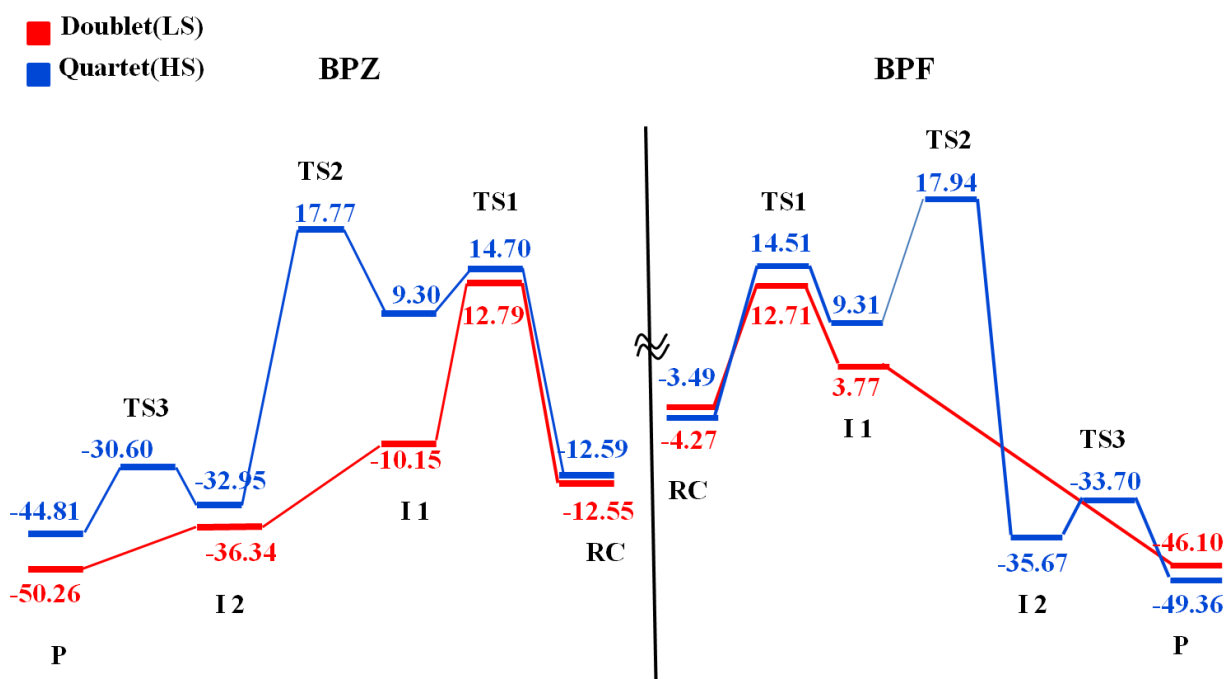 Doublet(LS)
Quartet(HS)
BPZ
BPF
TS2
17.77
TS1
14.70
12.79
9.30
TS3
-30.60
-32.95
-10.15
-12.59
-44.81
I 1
-12.55
-36.34
RC
-50.26
I 2
P
TS2
17.94
TS1
14.51
12.71
9.31
-3.49
3.77
-4.27
I 1
TS3
RC
-33.70
-46.10
-35.67
-49.36
I 2
P